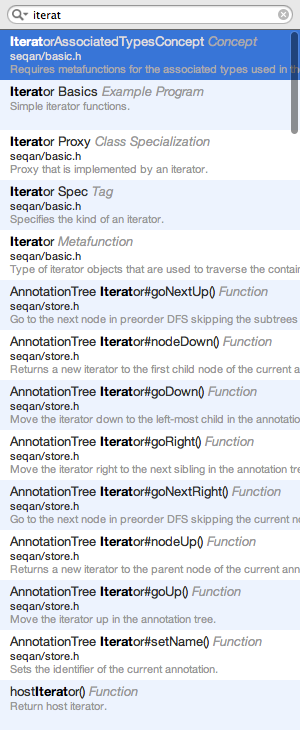 iterat
IteratorAssociatedTypesConcept Concept
seqan/basic.h
Requires metafunctions for the associated types used in the
Iterator Basics Example Program
Simple iterator functions.
Iterator Proxy Class Specialization
seqan/basic.h
Proxy that is implemented by an iterator.
Iterator Spec Tag
seqan/basic.h
Specifies the kind of an iterator.
Iterator Metafunction
seqan/basic.h
Type of iterator objects that are used to traverse the contain
AnnotationTree Iterator#goNextUp() Function
seqan/store.h
Go to the next node in preorder DFS skipping the subtrees
AnnotationTree Iterator#nodeDown() Function
seqan/store.h
Returns a new iterator to the first child node of the current a
AnnotationTree Iterator#goDown() Function
seqan/store.h
Move the iterator down to the left-most child in the annotatio
AnnotationTree Iterator#goRight() Function
seqan/store.h
Move the iterator right to the next sibling in the annotation tre
AnnotationTree Iterator#goNextRight() Function
seqan/store.h
Go to the next node in preorder DFS skipping the current no
AnnotationTree Iterator#nodeUp() Function
seqan/store.h
Returns a new iterator to the parent node of the current ann
AnnotationTree Iterator#goUp() Function
seqan/store.h
Move the iterator up in the annotation tree.
AnnotationTree Iterator#setName() Function
seqan/store.h
Sets the identifier of the current annotation.
hostIterator() Function
Return host iterator.